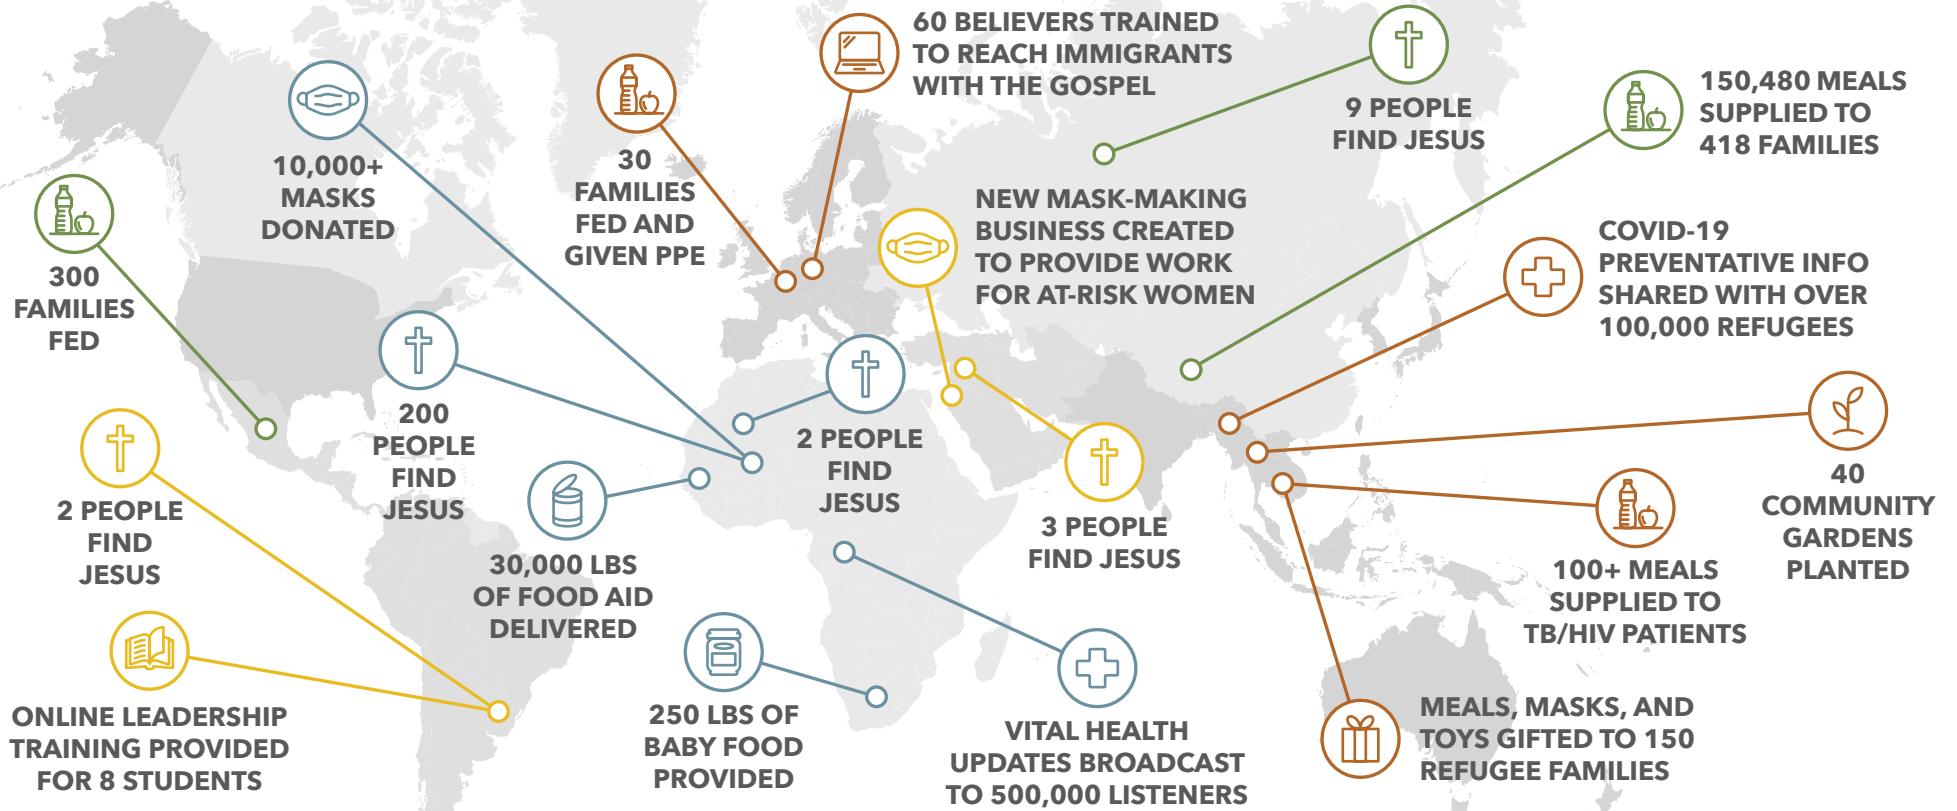 60 BELIEVERS TRAINED
TO REACH IMMIGRANTS
WITH THE GOSPEL
9 PEOPLE
FIND JESUS
150,480 MEALS
SUPPLIED TO
418 FAMILIES
10,000+
MASKS
DONATED
30
FAMILIES
FED AND
GIVEN PPE
NEW MASK-MAKING
BUSINESS CREATED
TO PROVIDE WORK
FOR AT-RISK WOMEN
COVID-19
PREVENTATIVE INFO
SHARED WITH OVER
100,000 REFUGEES
300
FAMILIES
FED
200
PEOPLE
FIND
JESUS
2 PEOPLE
FIND
JESUS
2 PEOPLE
FIND
JESUS
3 PEOPLE
FIND JESUS
40
COMMUNITY
GARDENS
PLANTED
30,000 LBS
OF FOOD AID
DELIVERED
100+ MEALS
SUPPLIED TO
TB/HIV PATIENTS
ONLINE LEADERSHIP
TRAINING PROVIDED
FOR 8 STUDENTS
250 LBS OF
BABY FOOD
PROVIDED
VITAL HEALTH
UPDATES BROADCAST
TO 500,000 LISTENERS
MEALS, MASKS, AND
TOYS GIFTED TO 150
REFUGEE FAMILIES